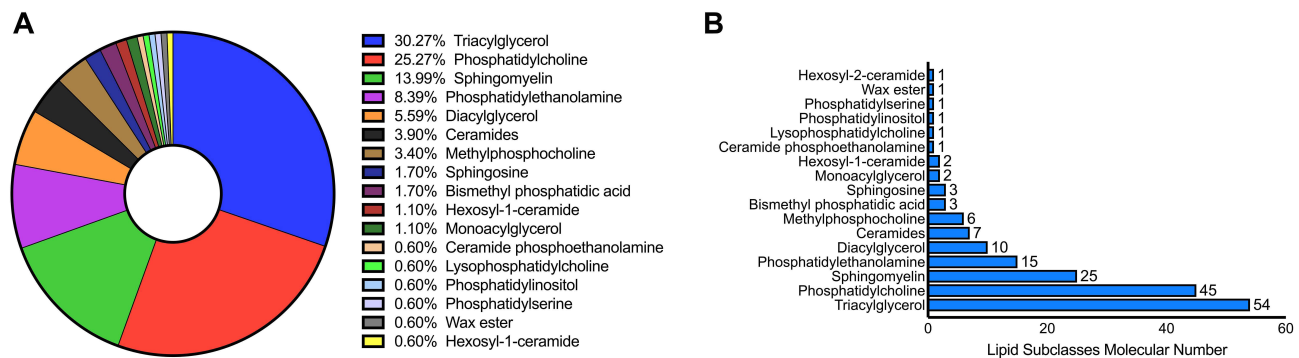 A
30.27% Triacylglycerol
25.27% Phosphatidylcholine
13.99% Sphingomyelin
8.39% Phosphatidylethanolamine
5.59% Diacylglycerol
3.90% Ceramides
3.40% Methylphosphocholine
1.70% Sphingosine
1.70% Bismethyl phosphatidic acid
1.10% Hexosyl-1-ceramide
1.10% Monoacylglycerol
0.60% Ceramide phosphoethanolamine
0.60% Lysophosphatidylcholine
0.60% Phosphatidylinositol
0.60% Phosphatidylserine
0.60% Wax ester
0.60% Hexosyl-1-ceramide
B
Hexosyl-2-ceramide 1
Wax ester 1
Phosphatidylserine 1
Phosphatidylinositol 1
Lysophosphatidylcholine 1
Ceramide phosphoethanolamine 1
Hexosyl-1-ceramide 2
Monoacylglycerol 2
Sphingosine 3
Bismethyl phosphatidic acid 3
Methylphosphocholine 6
Ceramides 7
Diacylglycerol 10
Phosphatidylethanolamine 15
Sphingomyelin 25
Phosphatidylcholine 45
Triacylglycerol 54
0 20 40 60
Lipid Subclasses Molecular Number